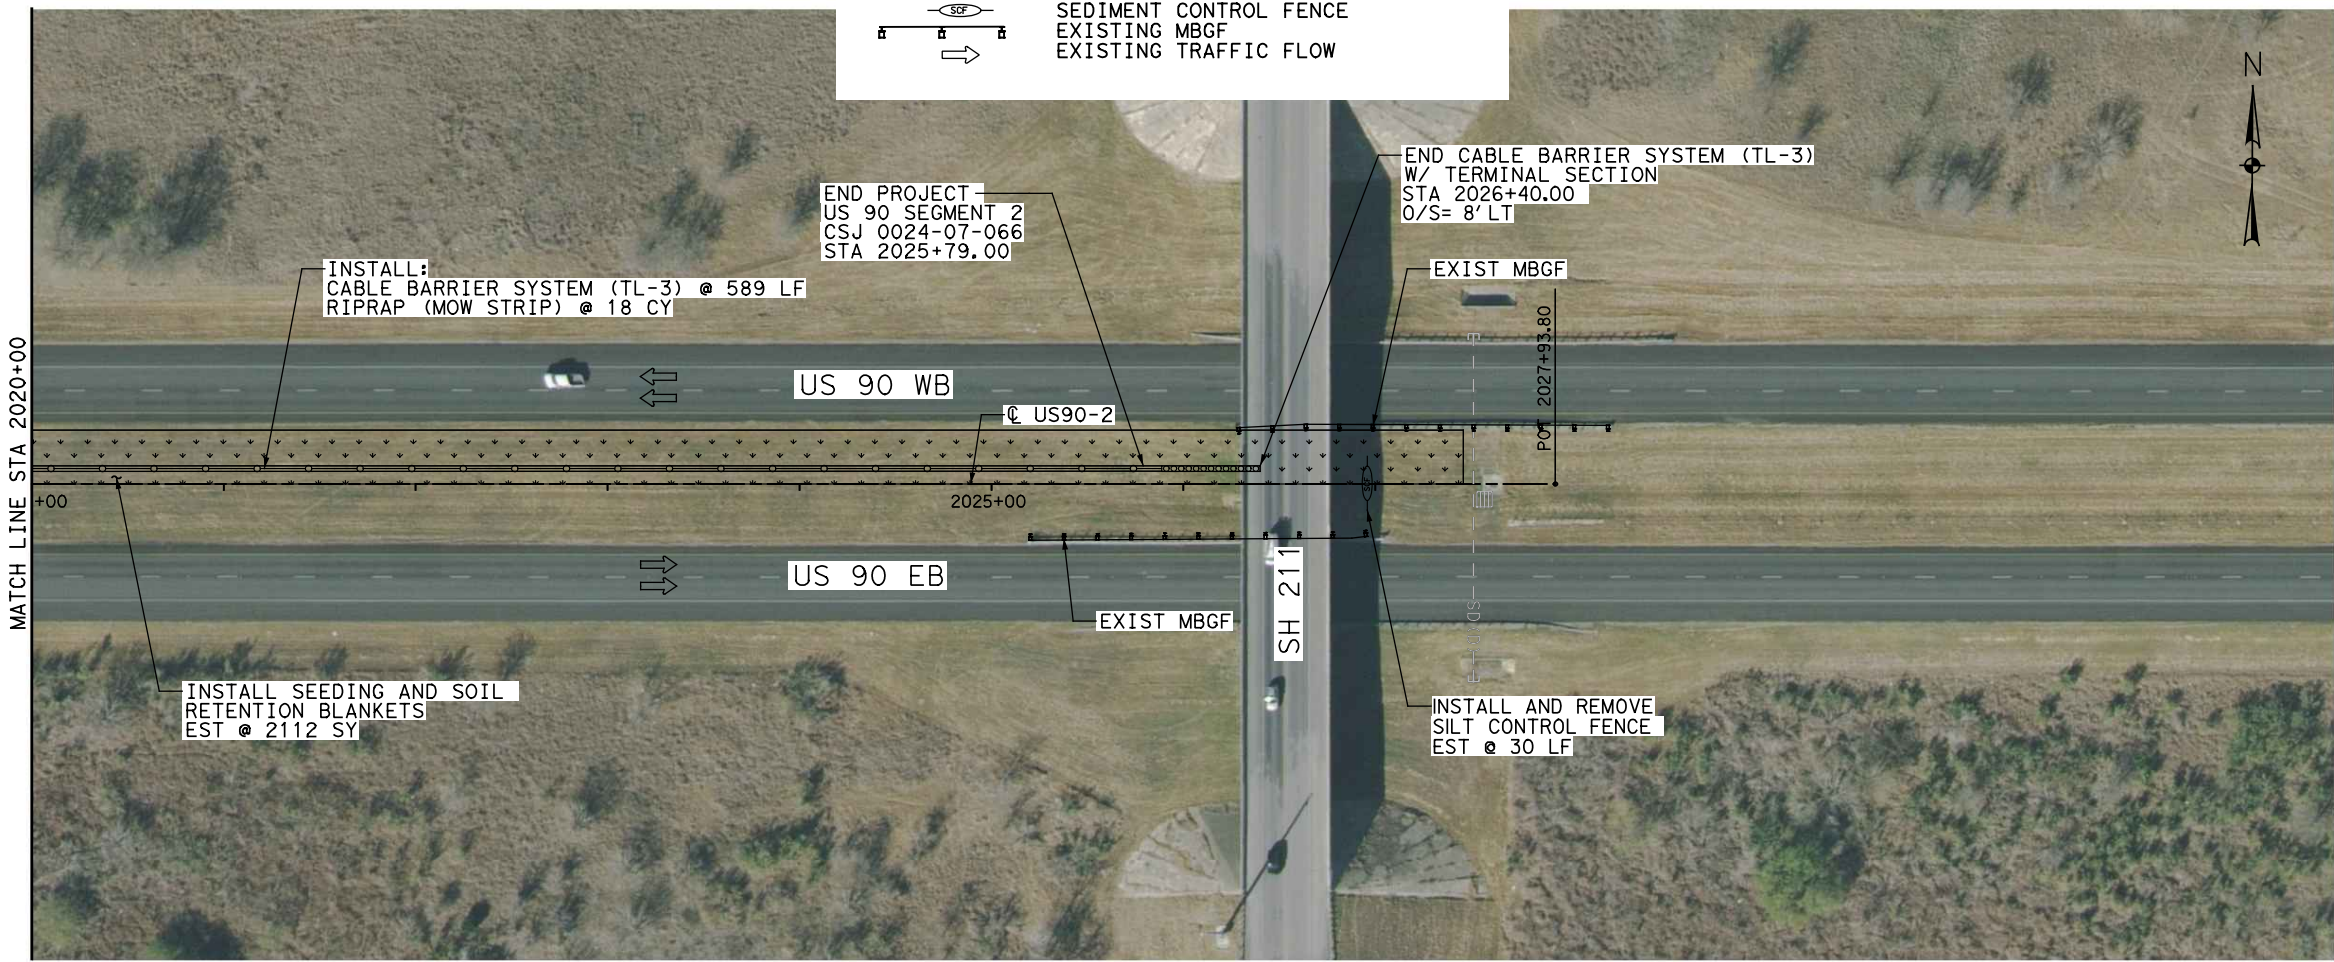 SCF SEDIMENT CONTROL FENCE
EXISTING MBGF
EXISTING TRAFFIC FLOW
N
END CABLE BARRIER SYSTEM (TL-3)
W/ TERMINAL SECTION
STA 2026+40.00
O/S= 8' LT
END PROJECT
US 90 SEGMENT 2
CSJ 0024-07-066
STA 2025+79.00
INSTALL:
CABLE BARRIER SYSTEM (TL-3) @ 589 LF
RIPRAP (MOW STRIP) @ 18 CY
EXIST MBGF
POT 2027+93.80
MATCH LINE STA 2020+00
US 90 WB
℄ US90-2
+00
2025+00
SCF
US 90 EB
SH 211
EXIST MBGF
INSTALL SEEDING AND SOIL
RETENTION BLANKETS
EST @ 2112 SY
INSTALL AND REMOVE
SILT CONTROL FENCE
EST @ 30 LF